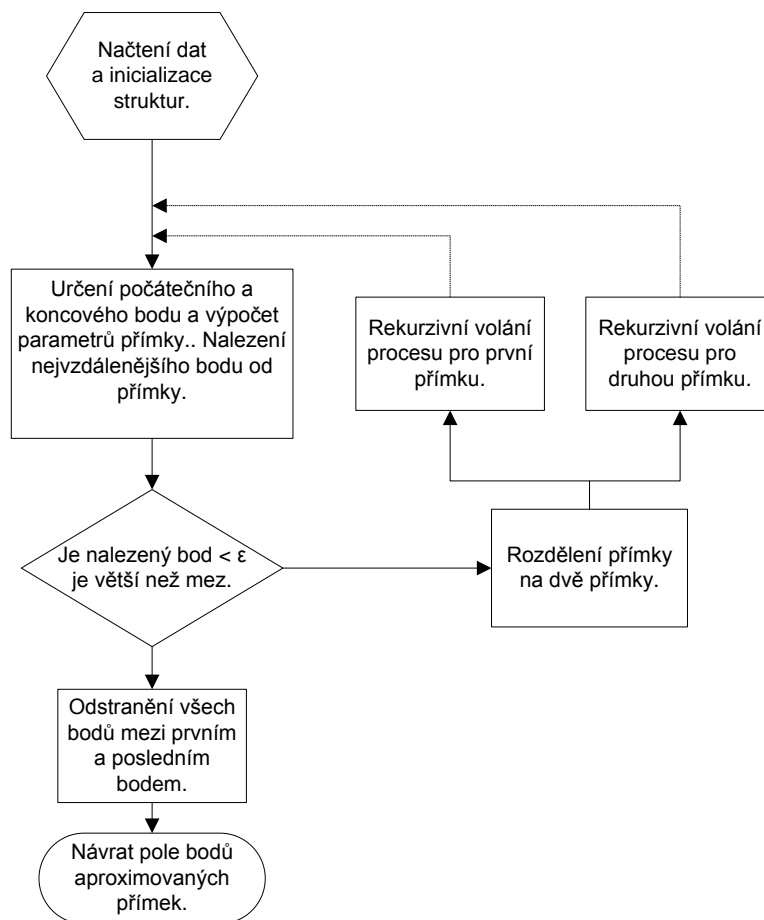 Načtení dat
a inicializace
struktur.
Určení počátečního a
koncového bodu a výpočet
parametrů přímky.. Nalezení
nejvzdálenějšího bodu od
přímky.
Rekurzivní volání
procesu pro první
přímku.
Rekurzivní volání
procesu pro
druhou přímku.
Je nalezený bod < ε
je větší než mez.
Rozdělení přímky
na dvě přímky.
Odstranění všech
bodů mezi prvním
a posledním
bodem.
Návrat pole bodů
aproximovaných
přímek.